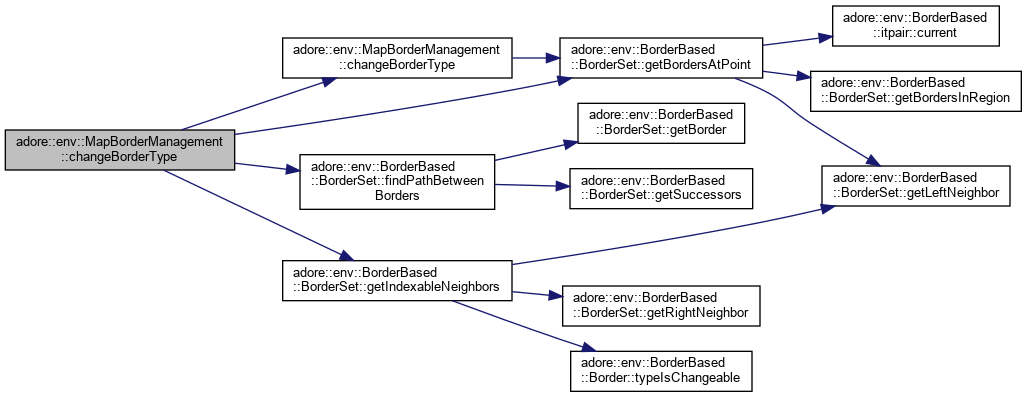 adore::env::MapBorderManagement
::changeBorderType
adore::env::MapBorderManagement
::changeBorderType
adore::env::BorderBased
::BorderSet::getBordersAtPoint
adore::env::BorderBased
::itpair::current
adore::env::BorderBased
::BorderSet::getBordersInRegion
adore::env::BorderBased
::BorderSet::getLeftNeighbor
adore::env::BorderBased
::BorderSet::findPathBetween
Borders
adore::env::BorderBased
::BorderSet::getBorder
adore::env::BorderBased
::BorderSet::getSuccessors
adore::env::BorderBased
::BorderSet::getIndexableNeighbors
adore::env::BorderBased
::BorderSet::getRightNeighbor
adore::env::BorderBased
::Border::typeIsChangeable